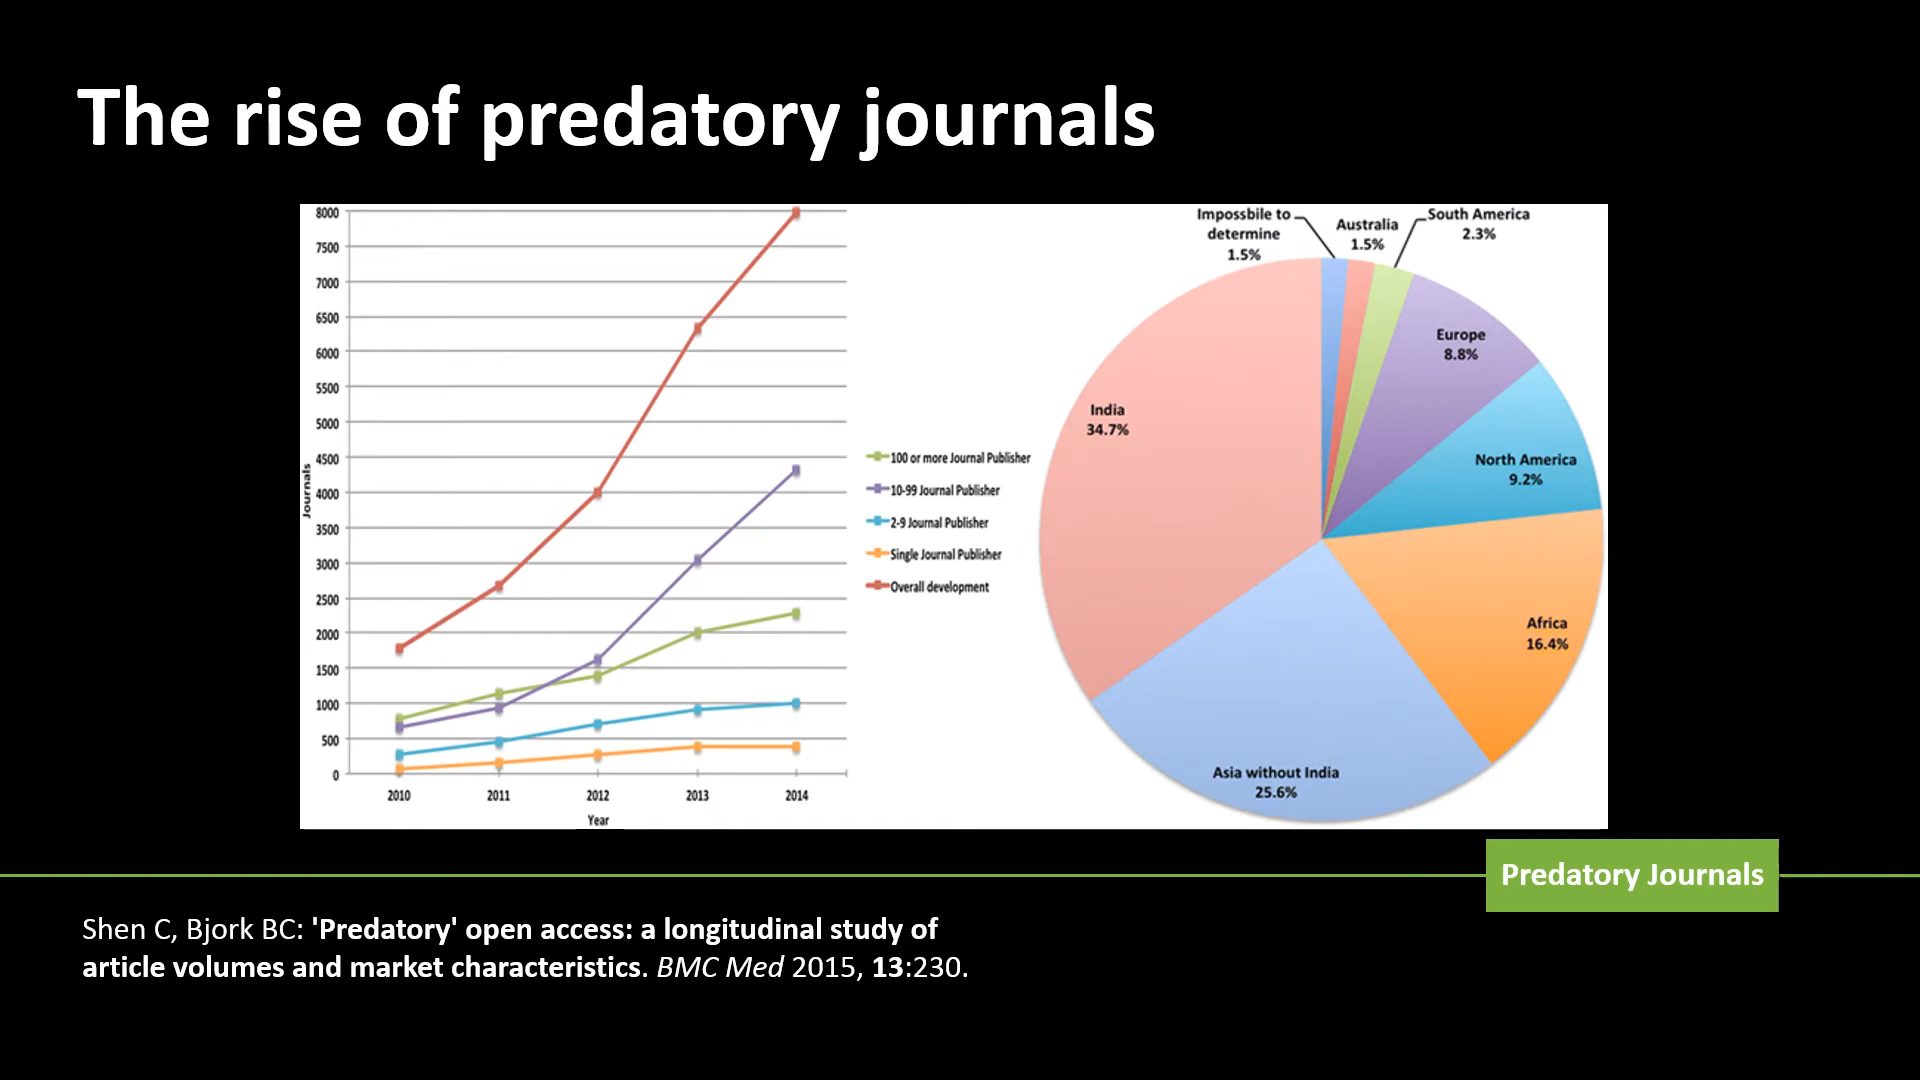 The rise of predatory journals
8000
7500
7000
6500
6000
5500
5000
4500
4000
3500
3000
2500
2000
1500
1000
500
0
Journals
2010 2011 2012 2013 2014
Year
100 or more Journal Publisher
10-99 Journal Publisher
2-9 Journal Publisher
Single Journal Publisher
Overall development
Impossbile to
determine
1.5%
Australia
1.5%
South America
2.3%
Europe
8.8%
North America
9.2%
Africa
16.4%
Asia without India
25.6%
India
34.7%
Predatory Journals
Shen C, Bjork BC: 'Predatory' open access: a longitudinal study of
article volumes and market characteristics. BMC Med 2015, 13:230.